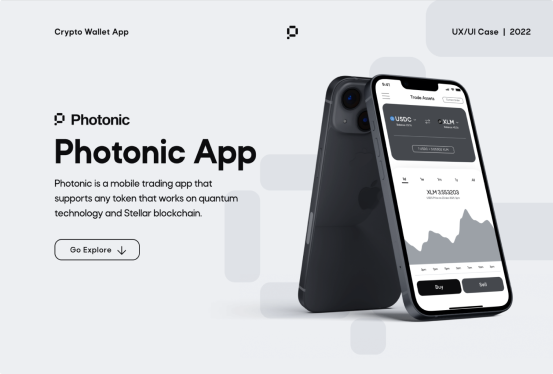 Crypto Wallet App
UX/UI Case | 2022
Photonic
Photonic App
Photonic is a mobile trading app that
supports any token that works on quantum
technology and Stellar blockchain.
Go Explore
9:41
Trade Assets
USDC
XLM
XLM 3353203
Buy
Sell